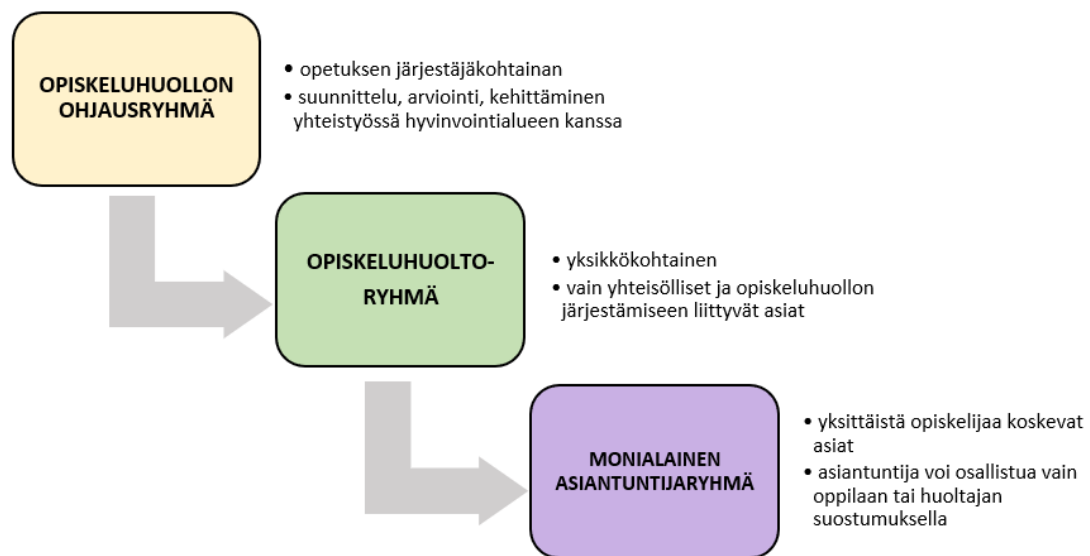 OPISKELUHUOLLON
OHJAUSRYHMÄ
• opetuksen järjestäjäkohtainan
• suunnittelu, arviointi, kehittäminen
yhteistyössä hyvinvointialueen kanssa
OPISKELUHUOLTO-
RYHMÄ
• yksikkökohtainen
• vain yhteisölliset ja opiskeluhuollon
järjestämiseen liittyvät asiat
MONIALAINEN
ASIANTUNTIJARYHMÄ
• yksittäistä opiskelijaa koskevat
asiat
• asiantuntija voi osallistua vain
oppilaan tai huoltajan
suostumuksella